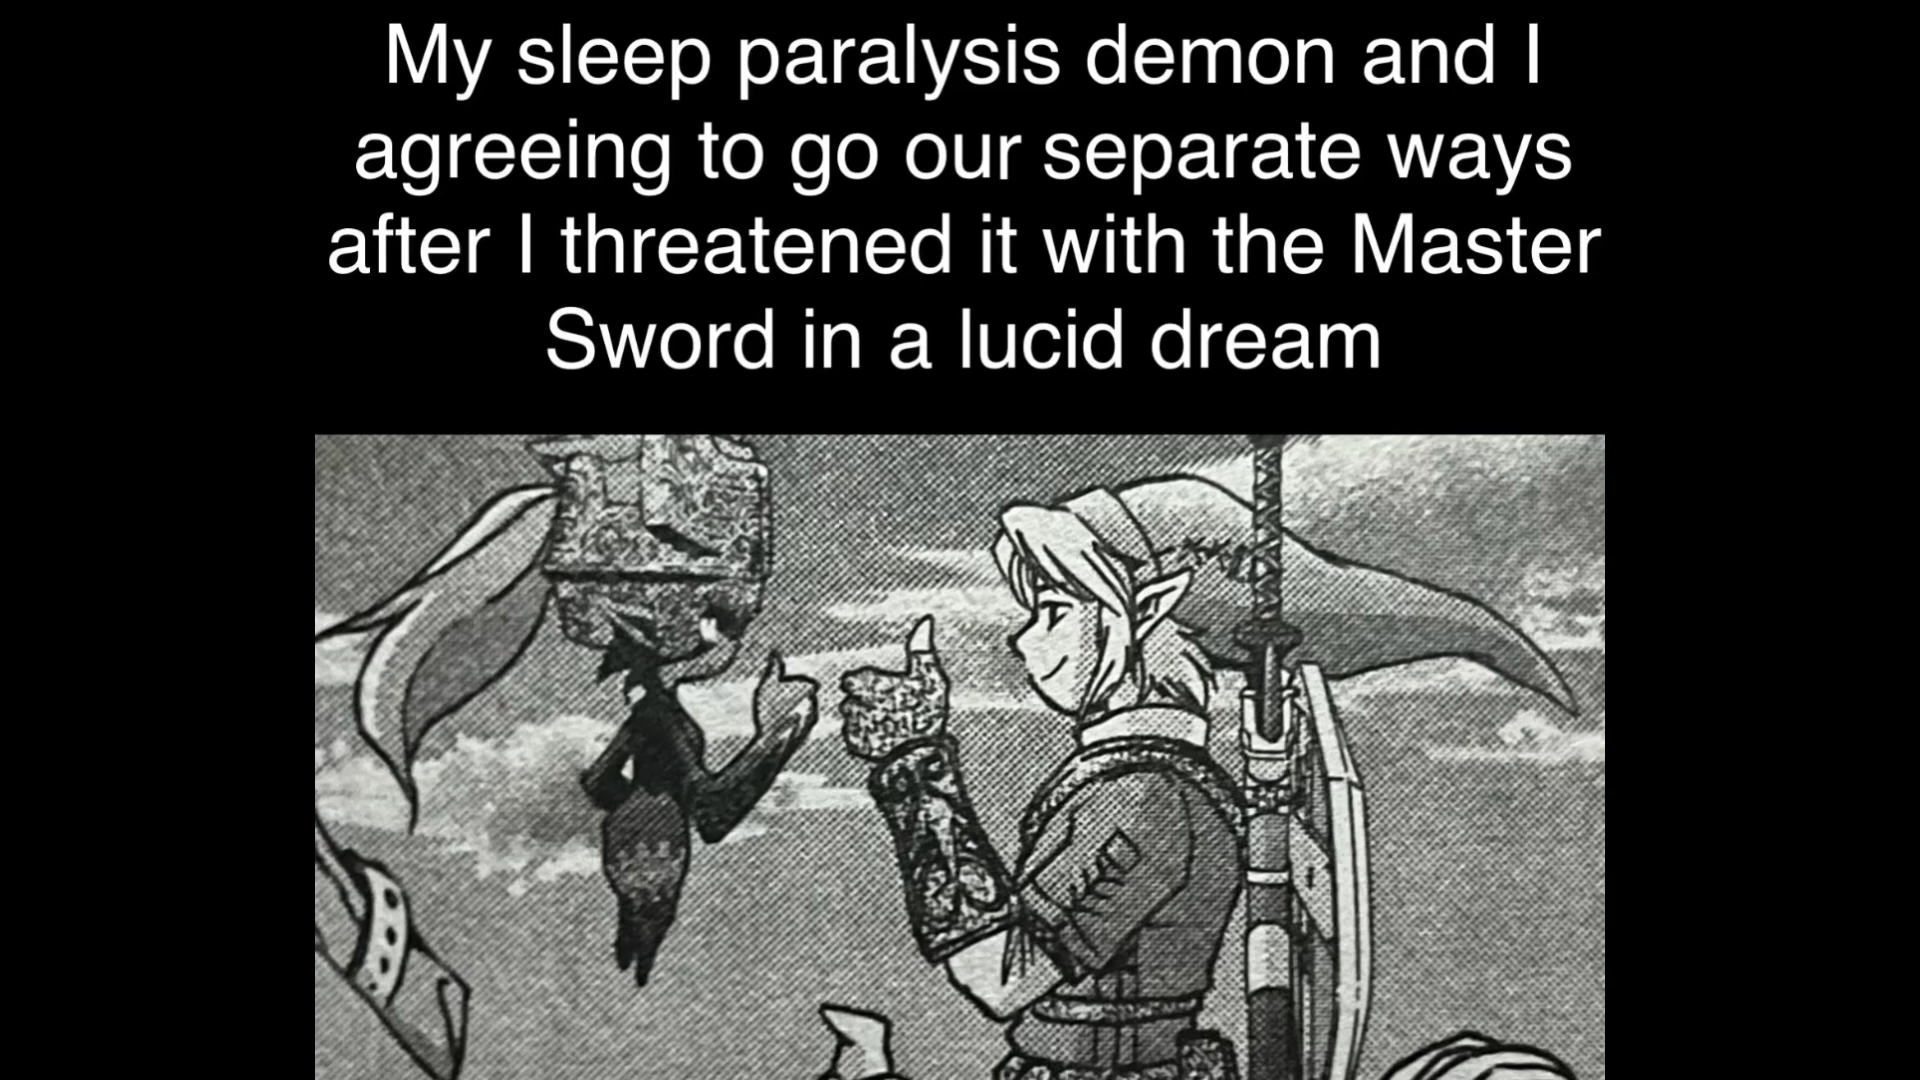 My sleep paralysis demon and I
agreeing to go our separate ways
after I threatened it with the Master
Sword in a lucid dream